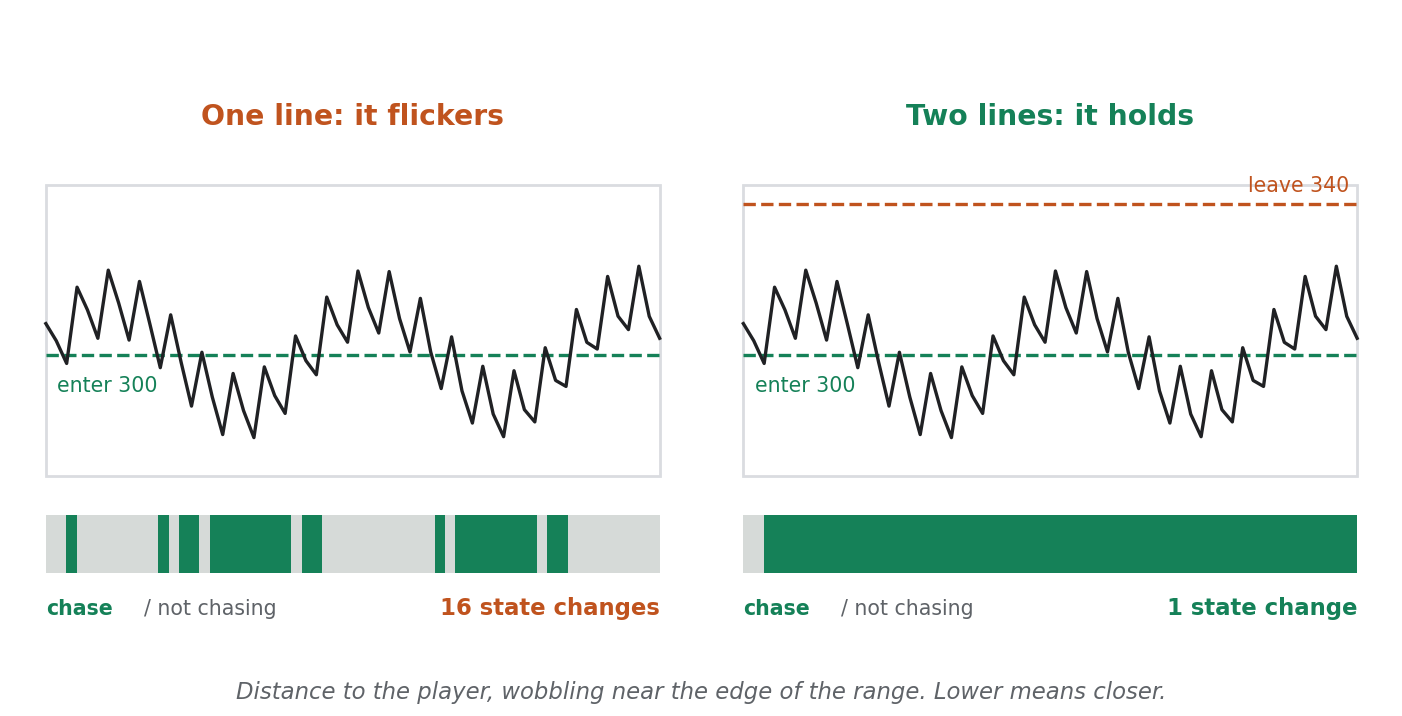 One line: it flickers
enter 300
chase / not chasing
16 state changes
Two lines: it holds
leave 340
enter 300
chase / not chasing
1 state change
Distance to the player, wobbling near the edge of the range. Lower means closer.